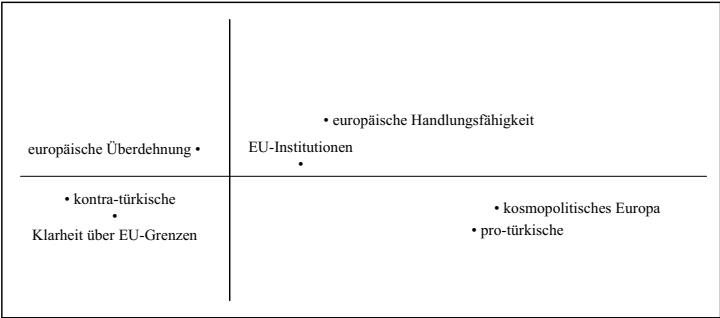 • europäische Handlungsfähigkeit
europäische Überdehnung •
EU-Institutionen
•
• kontra-türkische
•
Klarheit über EU-Grenzen
• kosmopolitisches Europa
• pro-türkische